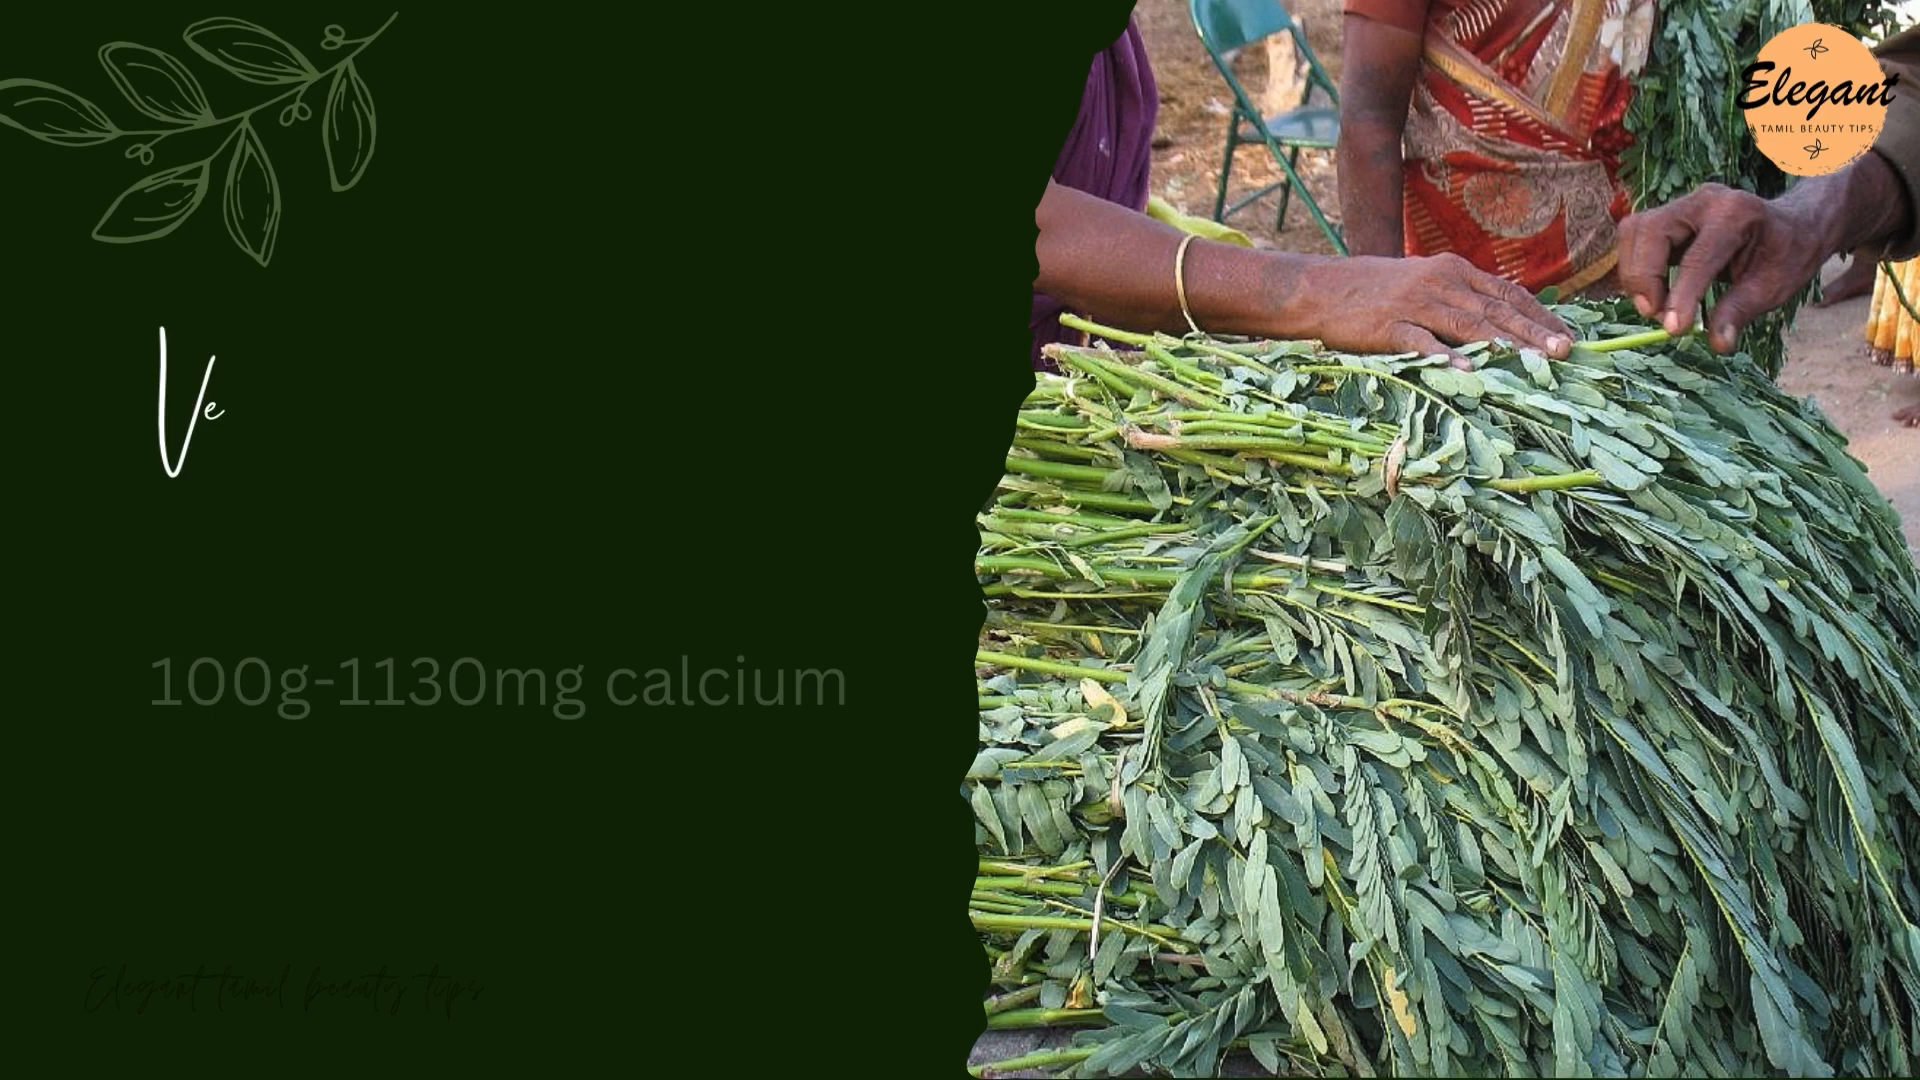 Elegant
TAMIL BEAUTY TIPS
Ve
100g-1130mg calcium
Elegant tamil beauty tips